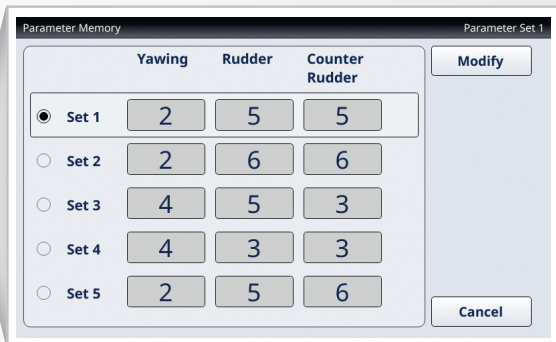 Parameter Memory Parameter Set 1
Yawing Rudder Counter Rudder
Modify
Set 1 2 5 5
Set 2 2 6 6
Set 3 4 5 3
Set 4 4 3 3
Set 5 2 5 6
Cancel